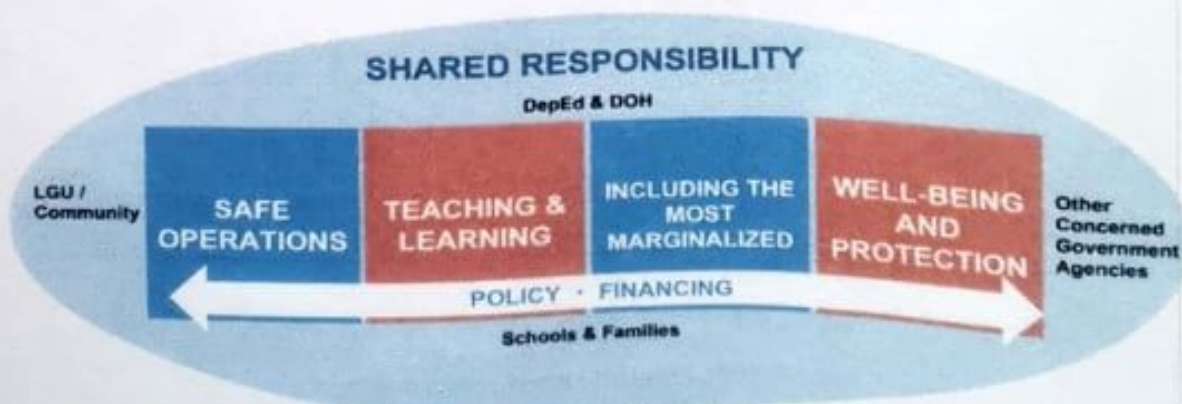 SHARED RESPONSIBILITY
DepEd & DOH
LGU /
Community
SAFE
OPERATIONS
TEACHING &
LEARNING
INCLUDING THE
MOST
MARGINALIZED
WELL-BEING
AND
PROTECTION
Other
Concerned
Government
Agencies
POLICY · FINANCING
Schools & Families